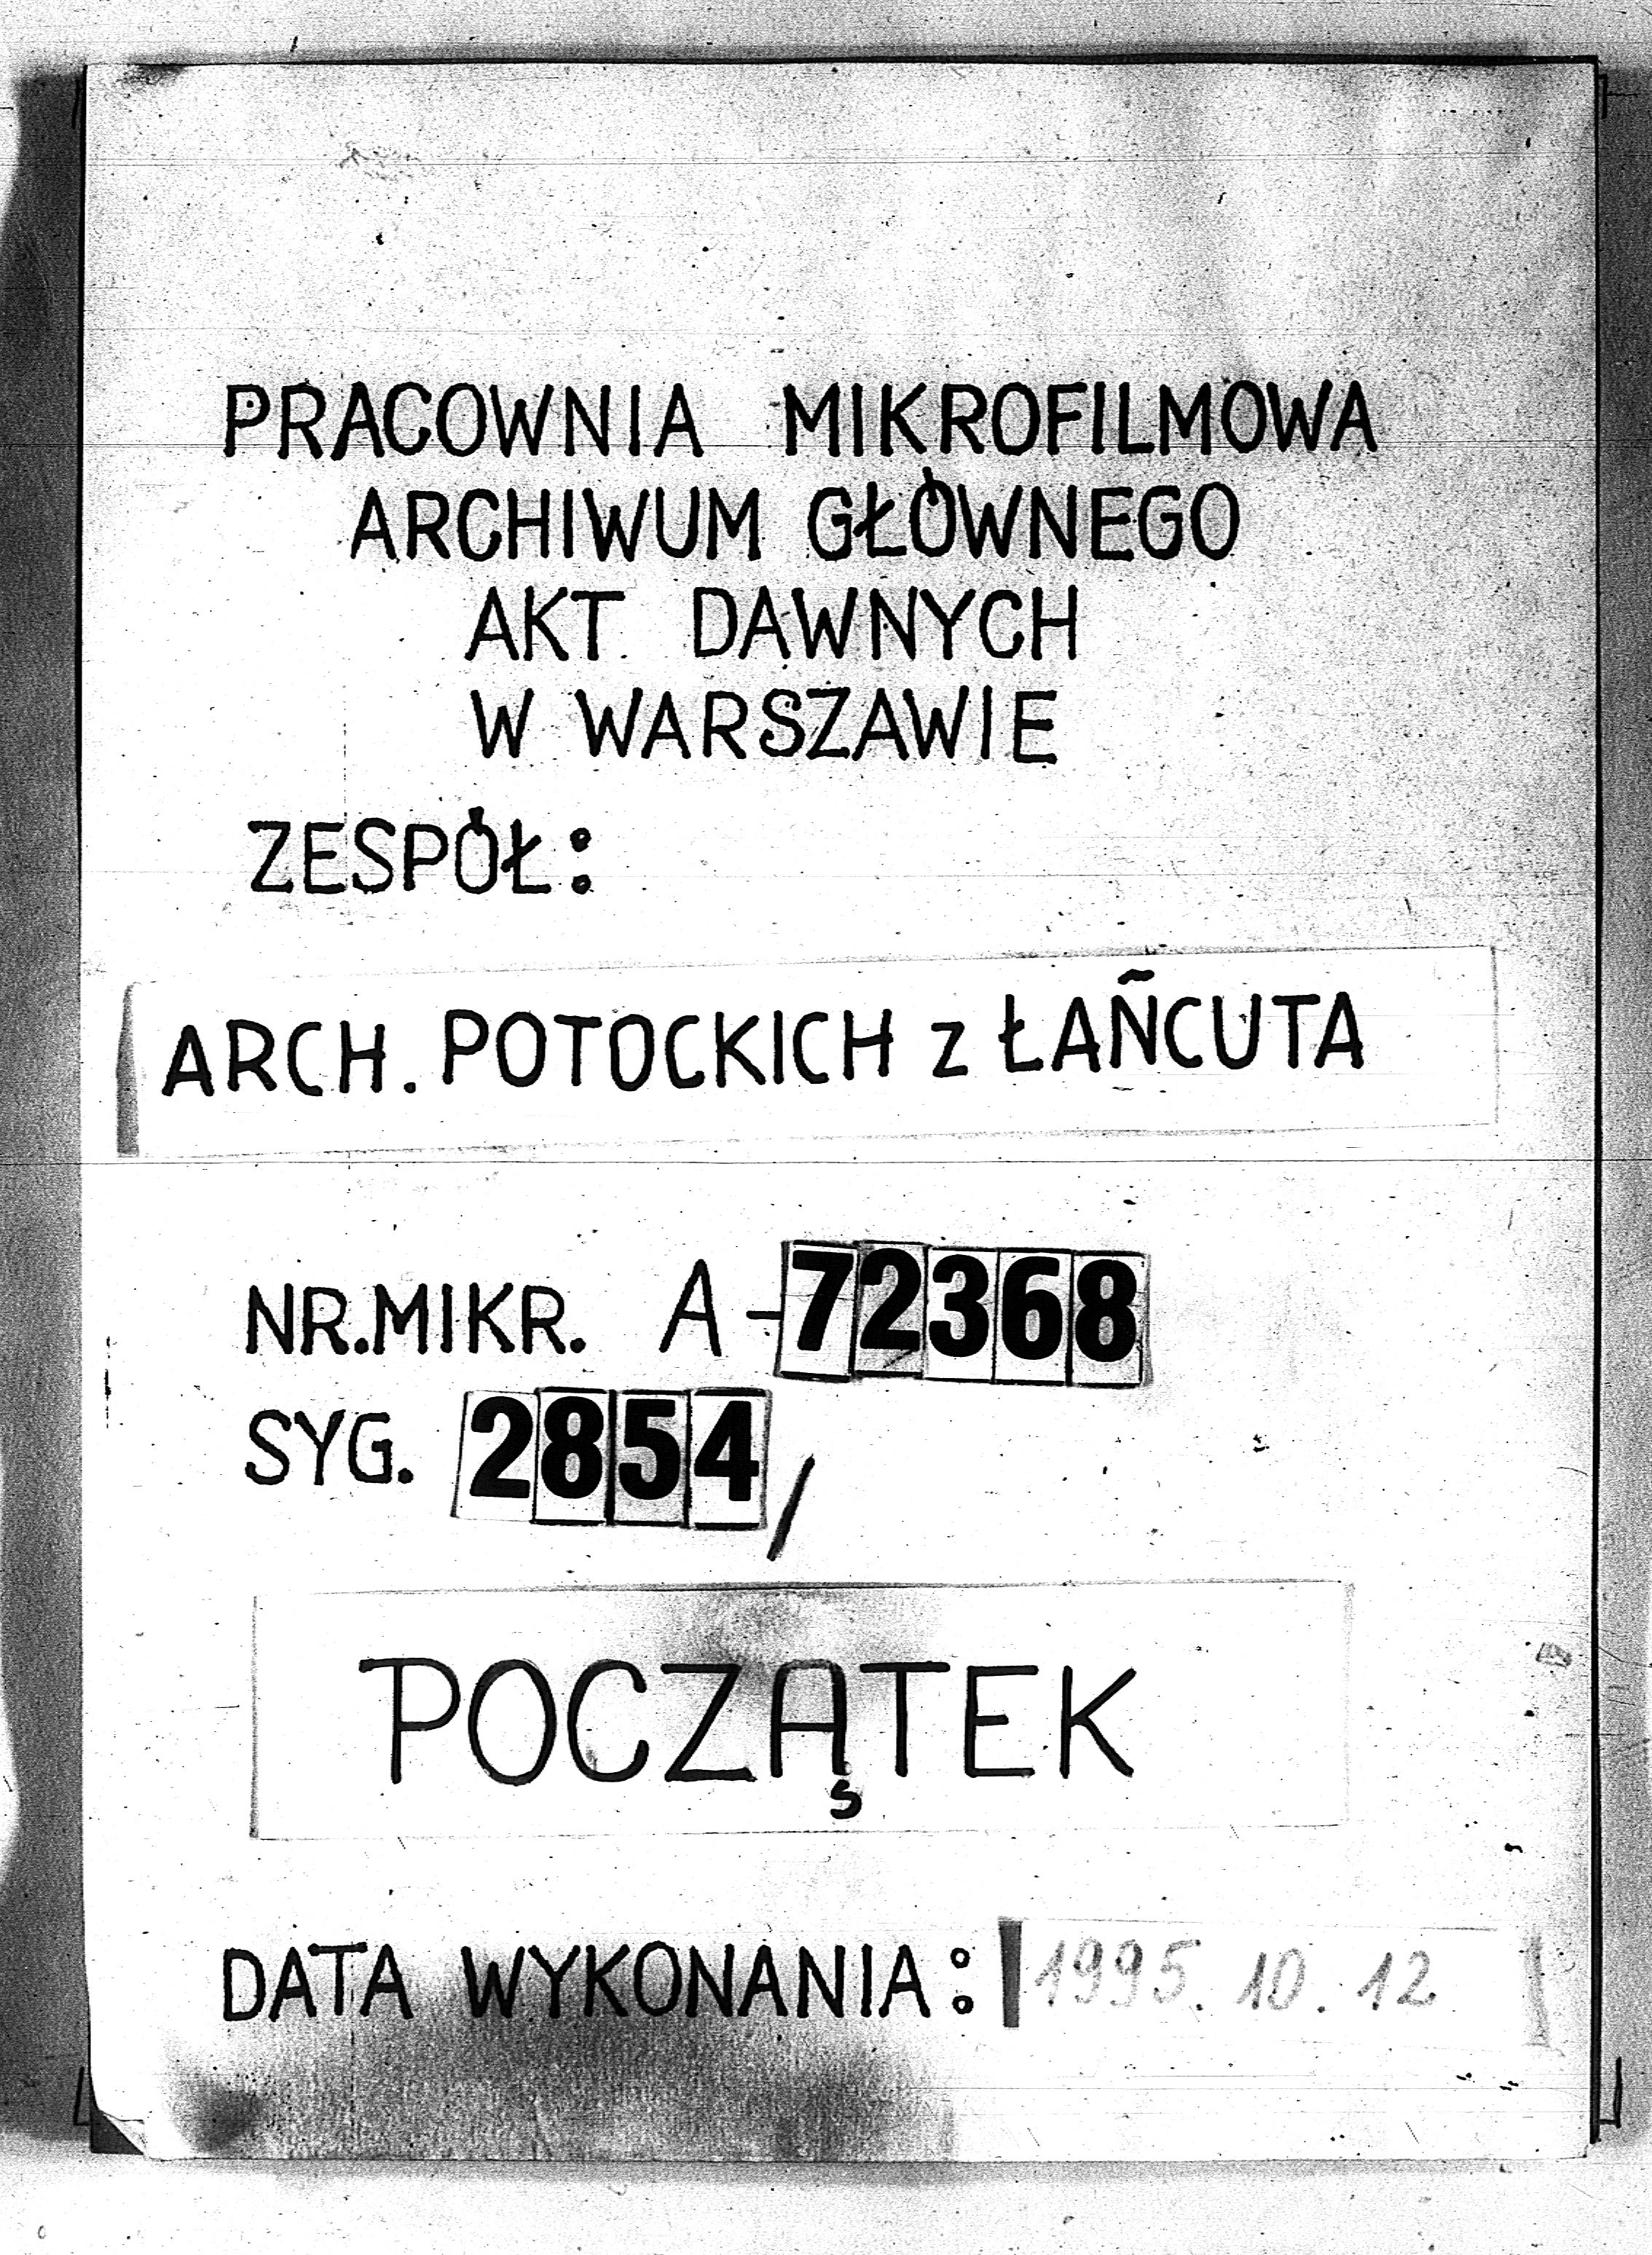 PRACOWNIA MIKROFILMOWA
ARCHIWUM GŁÓWNEGO
AKT DAWNYCH
W WARSZAWIE
ZESPÓŁ:
ARCH. POTOCKICH z ŁAŃCUTA
NR.MIKR. A-72368
SYG. 2854/
POCZĄTEK
DATA WYKONANIA: 1995.10.12